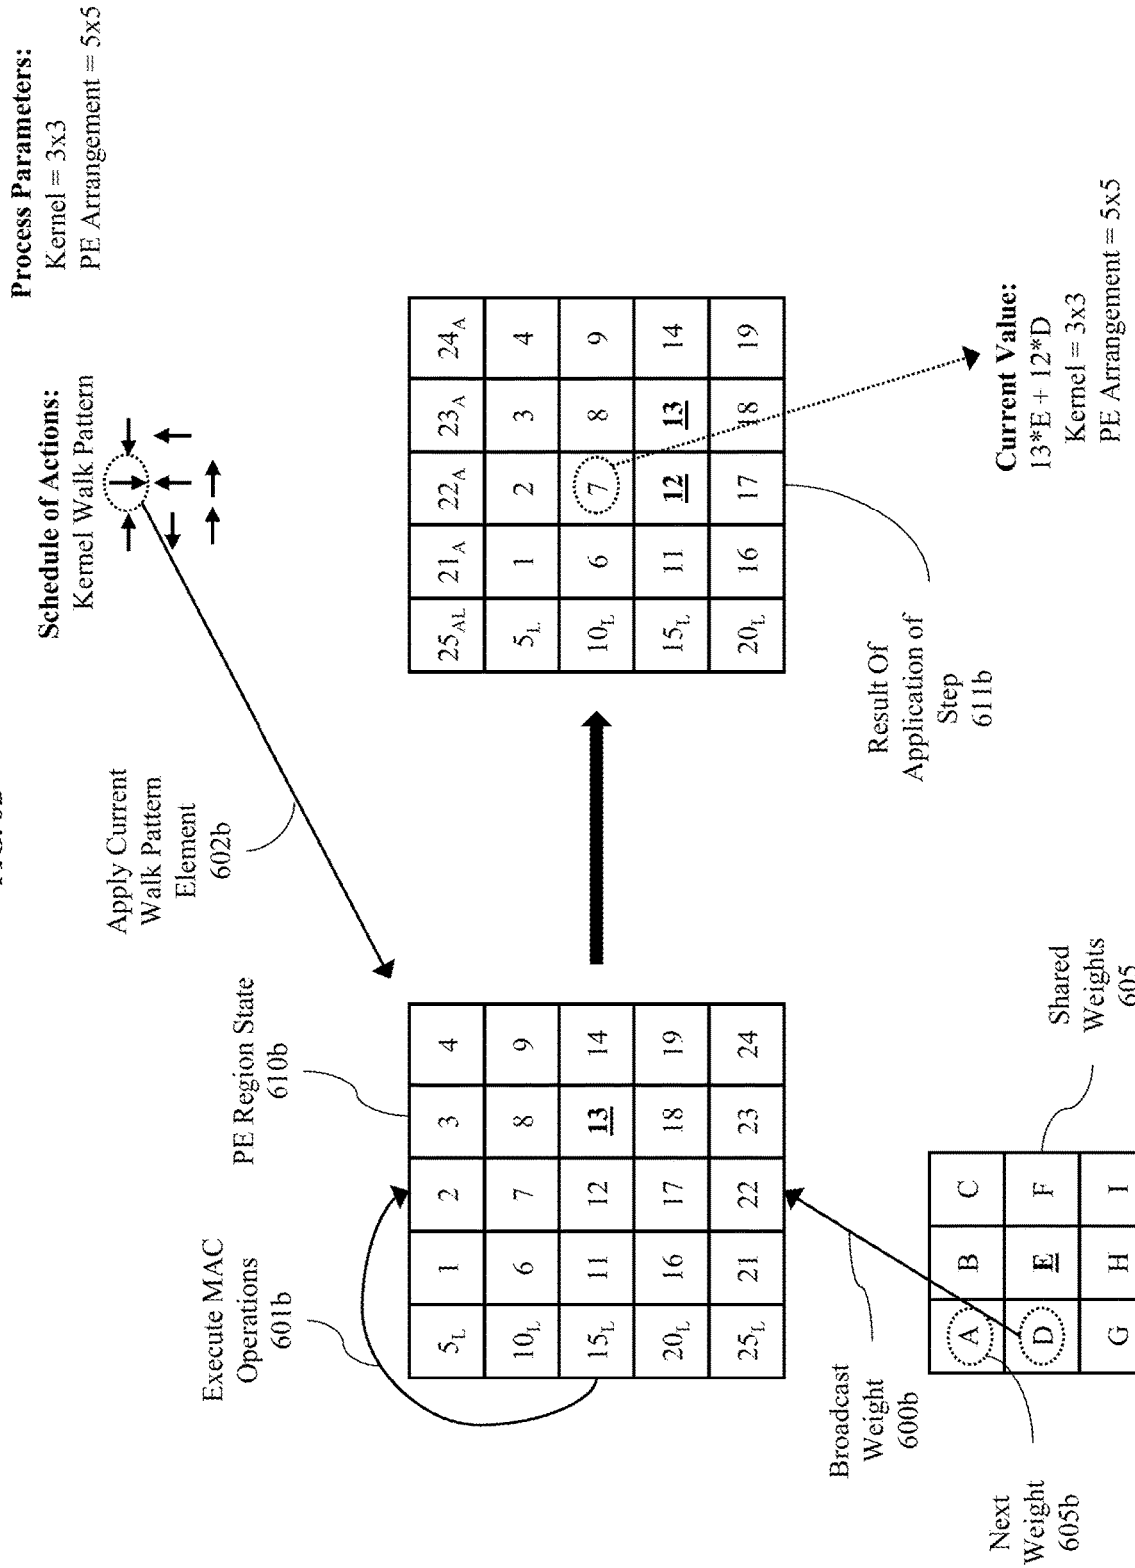 Process Parameters:
Kernel = 3x3
PE Arrangement = 5x5
Schedule of Actions:
Kernel Walk Pattern
Apply Current
Walk Pattern
Element
602b
PE Region State
610b
Execute MAC
Operations
601b
5L 1 2 3 4
10L 6 7 8 9
15L 11 12 13 14
20L 16 17 18 19
25L 21 22 23 24
25AL 21A 22A 23A 24A
5L 1 2 3 4
10L 6 7 8 9
15L 11 12 13 14
20L 16 17 18 19
Result Of
Application of
Step
611b
Broadcast
Weight
600b
Next
Weight
605b
A B C
D E F
G H I
Shared
Weights
605
Current Value:
13*E + 12*D
Kernel = 3x3
PE Arrangement = 5x5